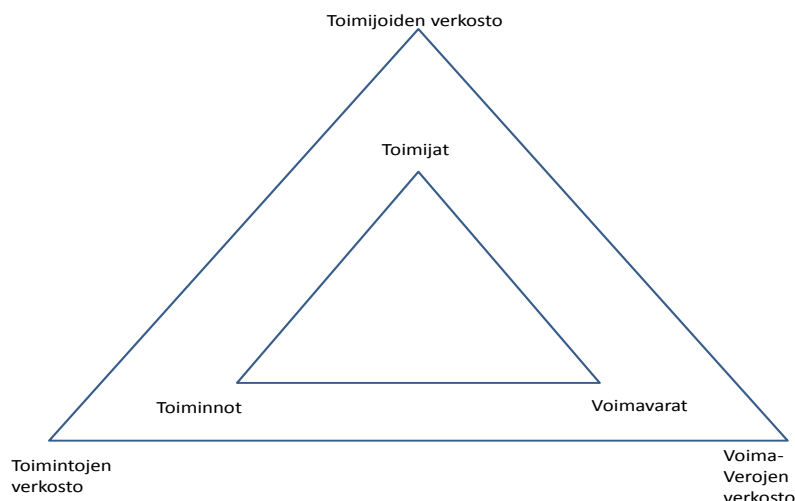 Toimijoiden verkosto
Toimijat
Toiminnot
Voimavarat
Toimintojen
verkosto
Voima-
Verojen
verkosto